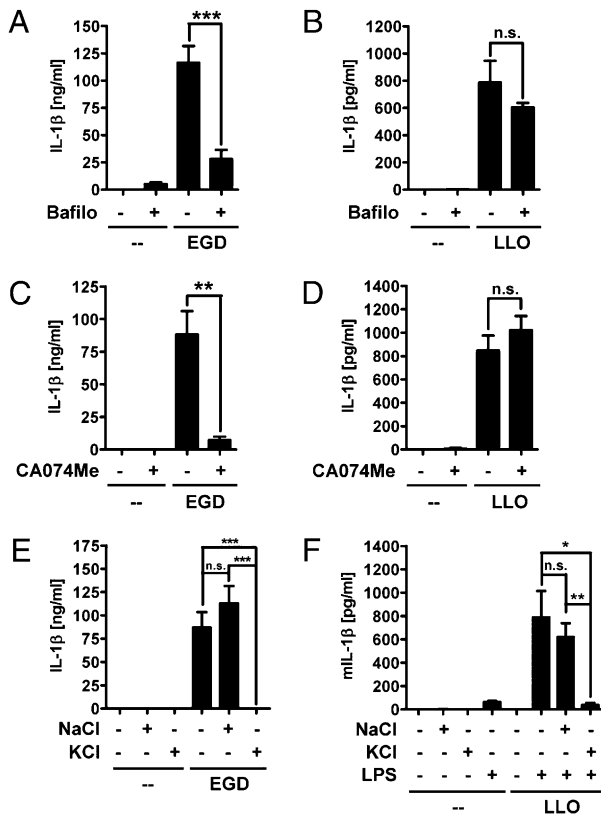 A
IL-1β [ng/ml]
150
125
100
75
50
25
0
***
Bafilo - + - +
-- EGD
B
IL-1β [pg/ml]
1200
1000
800
600
400
200
0
n.s.
Bafilo - + - +
-- LLO
C
IL-1β [ng/ml]
125
100
75
50
25
0
**
CA074Me - + - +
-- EGD
D
IL-1β [pg/ml]
1400
1200
1000
800
600
400
200
0
n.s.
CA074Me - + - +
-- LLO
E
IL-1β [ng/ml]
175
150
125
100
75
50
25
0
***
n.s. ***
NaCl - + - - + -
KCl - - + - - +
-- EGD
F
mIL-1β [pg/ml]
1400
1200
1000
800
600
400
200
0
*
n.s.
**
NaCl - + - - - - + -
KCl - - + - - - - +
LPS - - - + - + + +
-- LLO